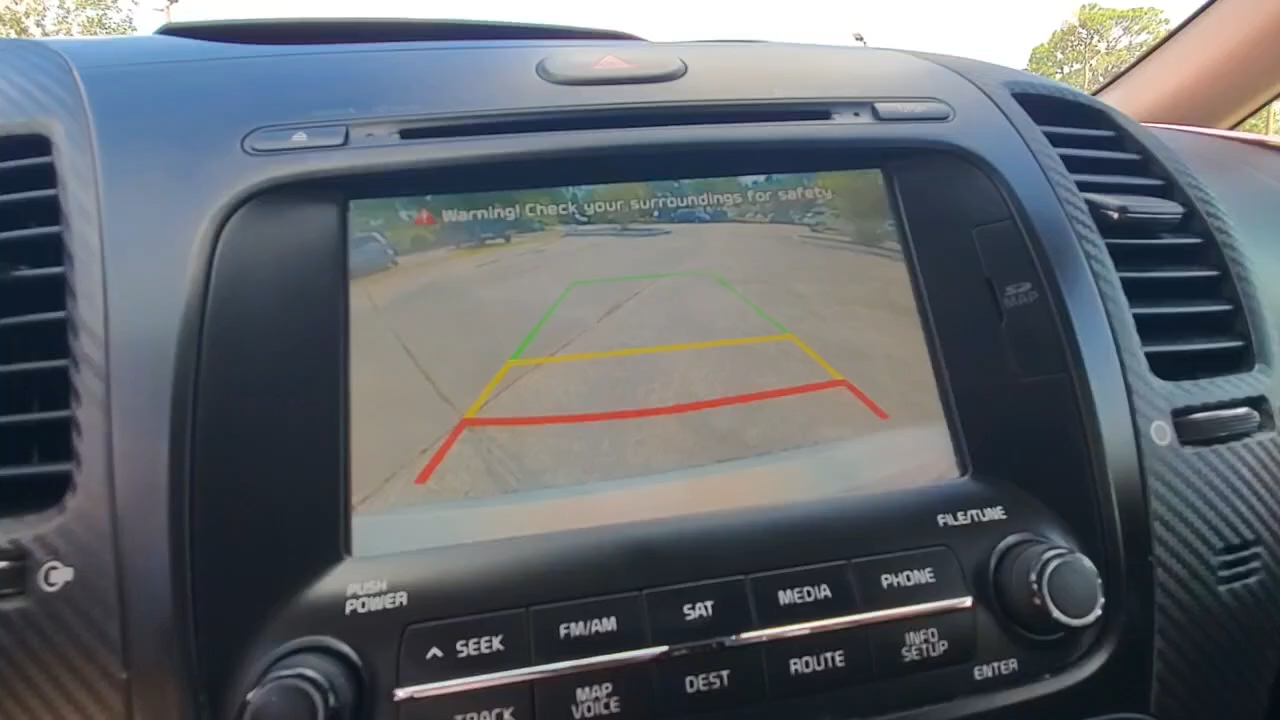 Warning! Check your surroundings for safety
SD
MAP
FILE/TUNE
PUSH
POWER
SEEK
FM/AM
SAT
MEDIA
PHONE
TRACK
MAP
VOICE
DEST
ROUTE
INFO
SETUP
ENTER